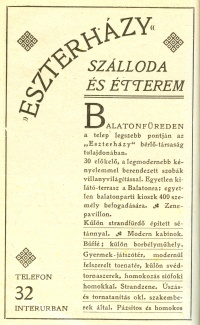 „ESZTERHÁZY"
SZÁLLODA
ÉS ÉTTEREM
BALATONFÜREDEN
a telep legszebb pontján az
„Eszterházy" bérlő-társaság
tulajdonában.
30 előkelő, a legmodernebb ké-
nyelemmel berendezett szobák
villanyvilágítással. Egyetlen ki-
látó-terrasz a Balatonra: egyet-
len balatonparti kioszk 400 sze-
mély befogadására. Zene-
pavillon.
Külön strandfürdő épített sé-
tánnyal. Modern kabinok.
Büffé; külön borbélyműhely.
Gyermek-játszótér, modernül
felszerelt tornatér, külön svéd-
tornaszerek, homokozós siófoki
homokkal. Strandzene. Úszás-
és tornatanítás okl. szakembe-
rek által. Pázsitos és homokos
TELEFON
32
INTERURBAN